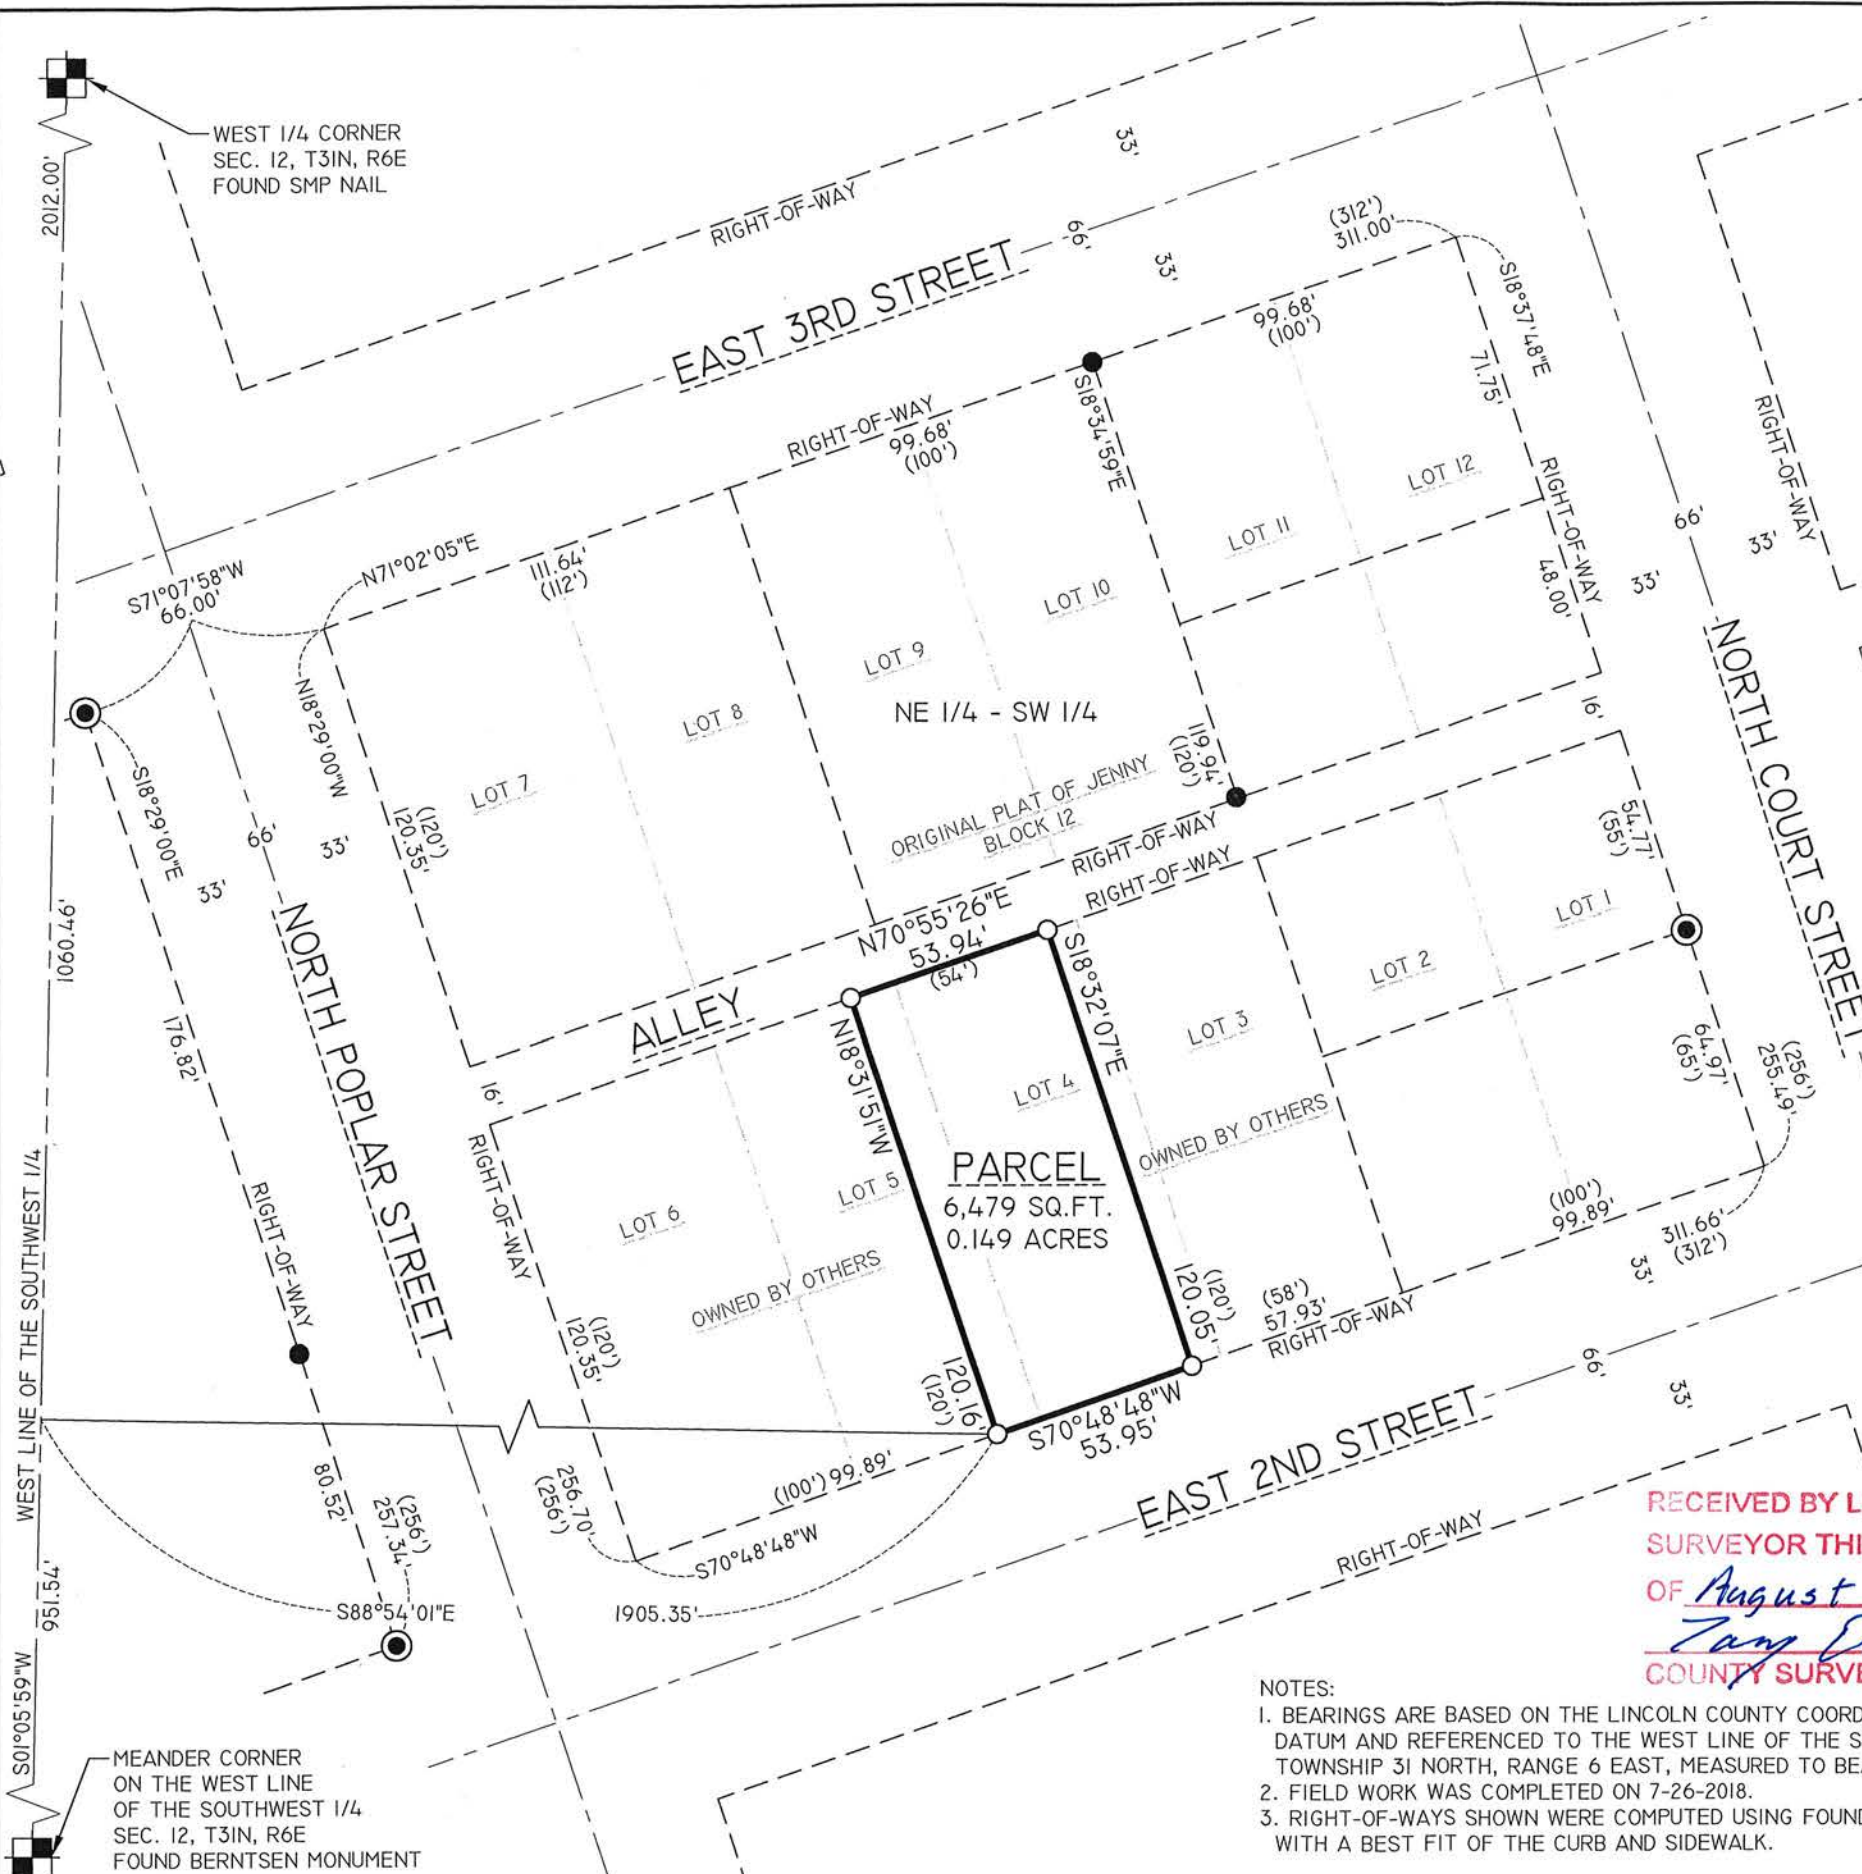 WEST 1/4 CORNER
SEC. 12, T31N, R6E
FOUND SMP NAIL
2012.00'
RIGHT-OF-WAY
33'
66'
33'
(312')
311.00'
S18°37'48"E
EAST 3RD STREET
99.68'
(100')
71.75'
RIGHT-OF-WAY
99.68'
(100')
S18°34'59"E
LOT 12
RIGHT-OF-WAY
RIGHT-OF-WAY
LOT 11
66'
33'
33'
48.00'
N71°02'05"E
111.64'
(112')
S71°07'58"W
66.00'
LOT 10
LOT 9
NE 1/4 - SW 1/4
LOT 8
LOT 7
N18°29'00"W
S18°29'00"E
119.94'
(120')
16'
NORTH COURT STREET
ORIGINAL PLAT OF JENNY
BLOCK 12
RIGHT-OF-WAY
RIGHT-OF-WAY
(120')
120.35'
66'
33'
33'
54.77'
(55')
LOT 1
LOT 2
LOT 3
1060.46'
NORTH POPLAR STREET
N70°55'26"E
53.94'
(54')
ALLEY
S18°32'07"E
N18°31'51"W
176.82'
16'
64.97'
(65')
(256')
255.49'
LOT 4
OWNED BY OTHERS
PARCEL
6,479 SQ.FT.
0.149 ACRES
LOT 5
LOT 6
OWNED BY OTHERS
RIGHT-OF-WAY
RIGHT-OF-WAY
WEST LINE OF THE SOUTHWEST 1/4
(100')
99.89'
311.66'
(312')
33'
(120')
120.05'
(58')
57.93'
RIGHT-OF-WAY
(120')
120.35'
120.16'
(120')
S70°48'48"W
53.95'
66'
33'
EAST 2ND STREET
RIGHT-OF-WAY
(100') 99.89'
256.70'
(256')
S70°48'48"W
80.52'
(256')
257.34'
S88°54'01"E
1905.35'
951.54'
S01°05'59"W
RECEIVED BY L
SURVEYOR THI
OF August
COUNTY SURVE
MEANDER CORNER
ON THE WEST LINE
OF THE SOUTHWEST 1/4
SEC. 12, T31N, R6E
FOUND BERNTSEN MONUMENT
NOTES:
1. BEARINGS ARE BASED ON THE LINCOLN COUNTY COORD
DATUM AND REFERENCED TO THE WEST LINE OF THE S
TOWNSHIP 31 NORTH, RANGE 6 EAST, MEASURED TO BE
2. FIELD WORK WAS COMPLETED ON 7-26-2018.
3. RIGHT-OF-WAYS SHOWN WERE COMPUTED USING FOUND
WITH A BEST FIT OF THE CURB AND SIDEWALK.